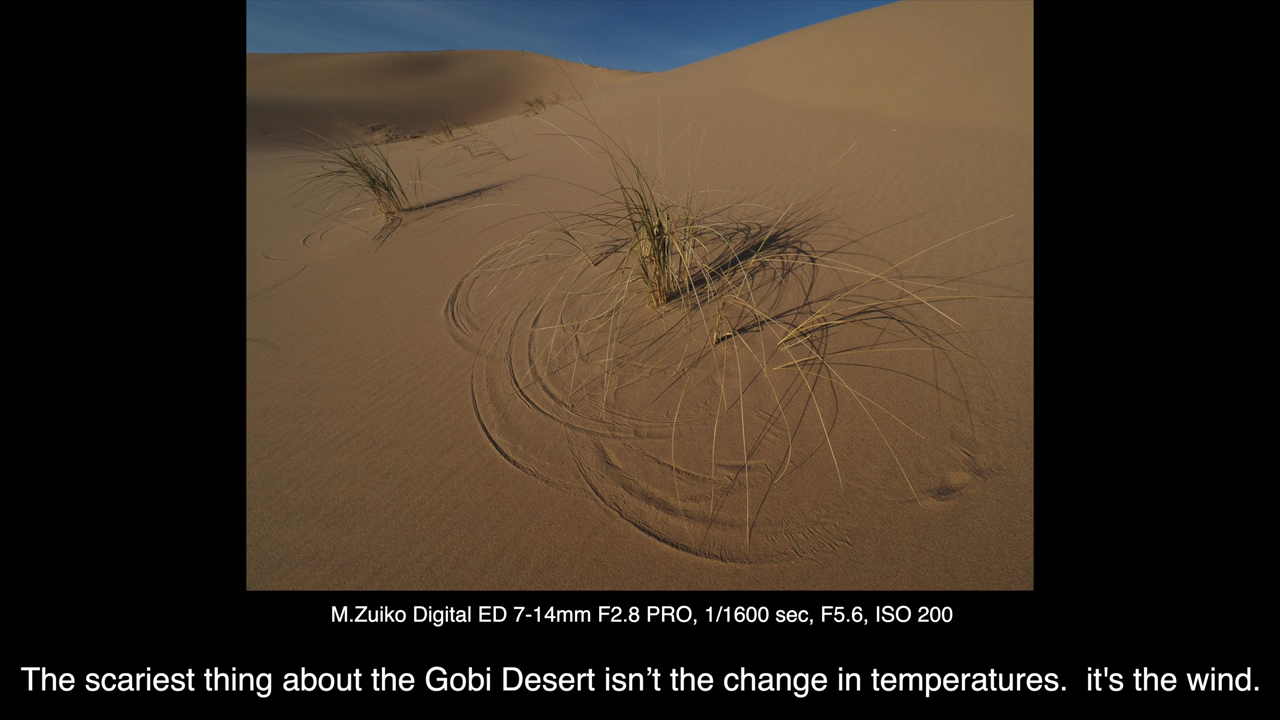 M.Zuiko Digital ED 7-14mm F2.8 PRO, 1/1600 sec, F5.6, ISO 200
The scariest thing about the Gobi Desert isn’t the change in temperatures.  it's the wind.